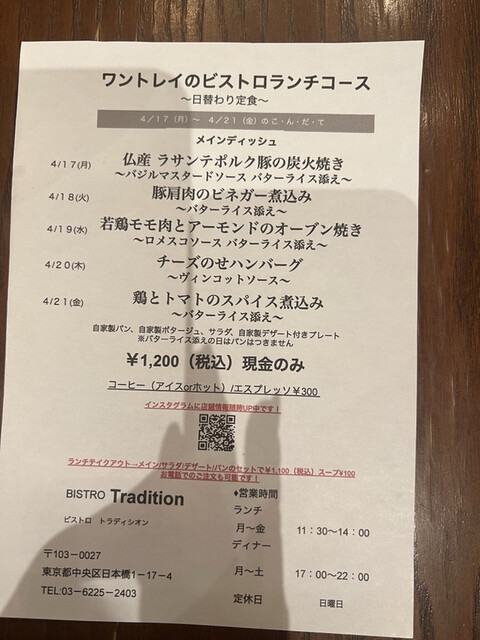 ワントレイのビストロランチコース
～日替わり定食～
4／17（月）～ 4／21（金）のこ・ん・だ・て
メインディッシュ
4/17(月) 仏産 ラサンテポルク豚の炭火焼き
～バジルマスタードソース バターライス添え～
4/18(火) 豚肩肉のビネガー煮込み
～バターライス添え～
4/19(水) 若鶏モモ肉とアーモンドのオーブン焼き
～ロメスコソース バターライス添え～
4/20(木) チーズのせハンバーグ
～ヴィンコットソース～
4/21(金) 鶏とトマトのスパイス煮込み
～バターライス添え～
自家製パン、自家製ポタージュ、サラダ、自家製デザート付きプレート
※バターライス添えの日はパンはつきません
￥1,200（税込）現金のみ
コーヒー（アイスorホット）/エスプレッソ￥300
インスタグラムに店舗情報随時UP中です！
ランチテイクアウト→メイン/サラダ/デザート/パンのセットで￥1,100（税込）スープ¥100
お電話でのご注文も可能です！
BISTRO Tradition
ビストロ トラディシオン
〒103−0027
東京都中央区日本橋1−17−4
TEL:03−6225−2403
♦営業時間
ランチ
月～金 11：30～14：00
ディナー
月～土 17：00～22：00
定休日 日曜日